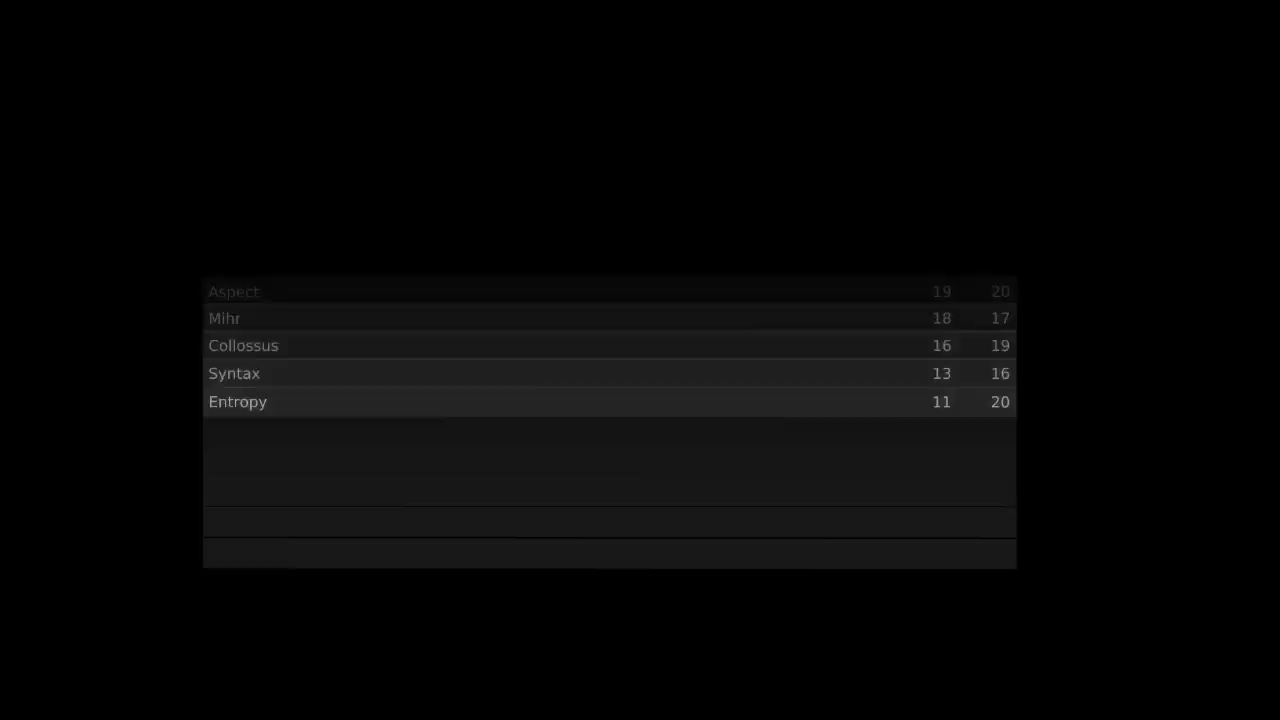 Aspect 19 20
Mihr 18 17
Collossus 16 19
Syntax 13 16
Entropy 11 20